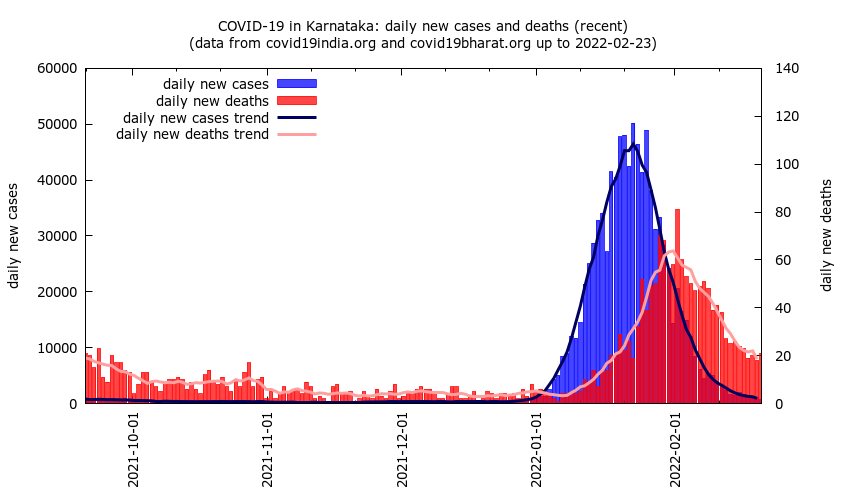 COVID-19 in Karnataka: daily new cases and deaths (recent)
(data from covid19india.org and covid19bharat.org up to 2022-02-23)
60000
50000
40000
30000
20000
10000
0
140
120
100
80
60
40
20
0
daily new cases
daily new deaths
daily new cases trend
daily new deaths trend
daily new cases
daily new deaths
2021-10-01
2021-11-01
2021-12-01
2022-01-01
2022-02-01